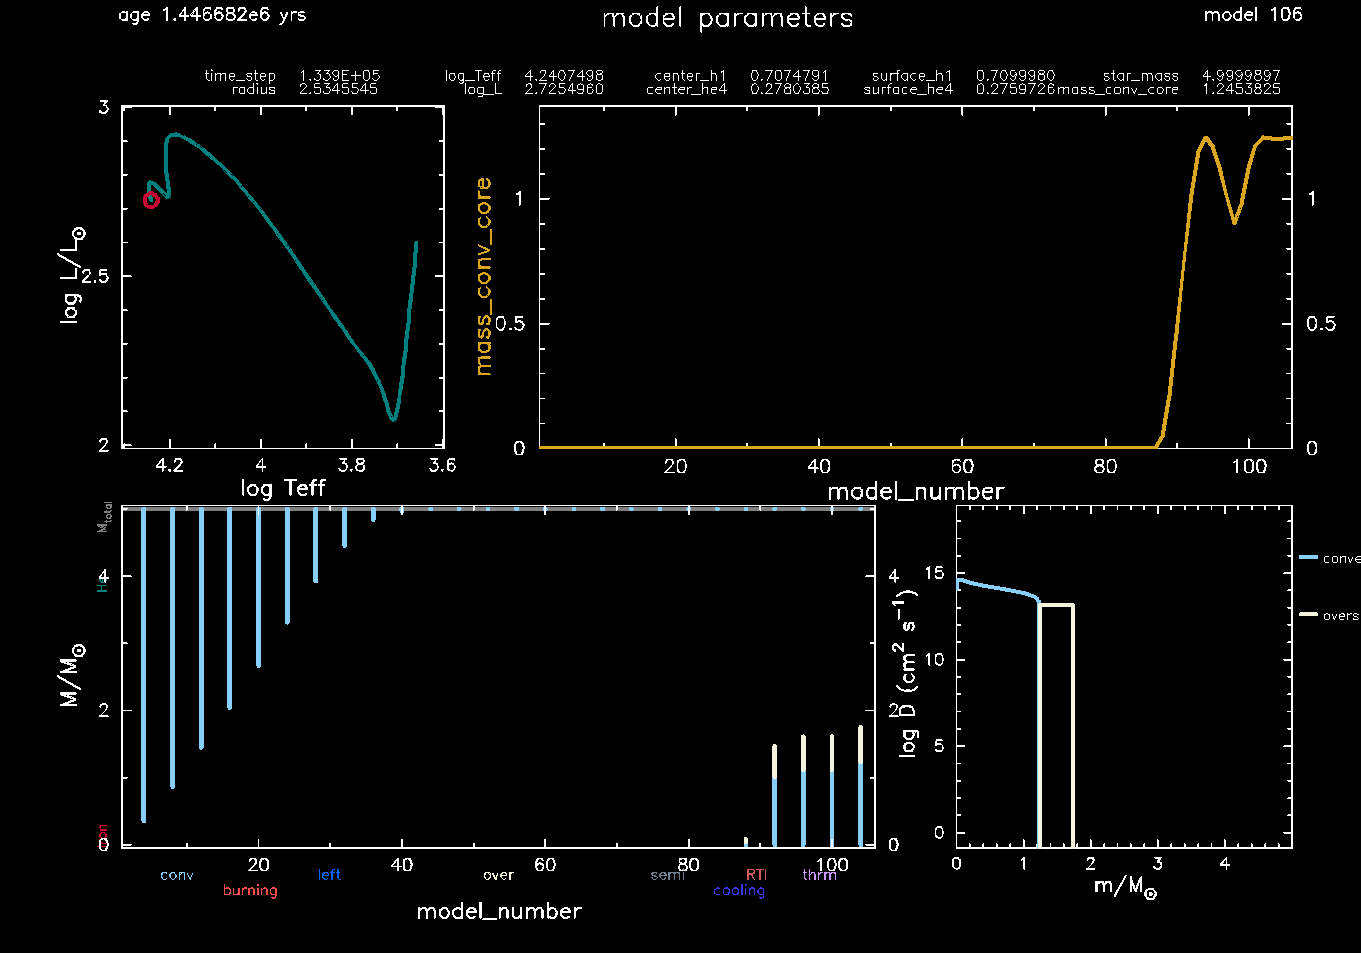 age 1.446682e6 yrs model parameters model 106
time_step 1.339E+05 log_Teff 4.2407498 center_h1 0.7074791 surface_h1 0.7099980 star_mass 4.9999897
radius 2.5345545 log_L 2.7254960 center_he4 0.2780385 surface_he4 0.2759726 mass_conv_core 1.2453825
3
2.5
2
log L/L⊙
4.2 4 3.8 3.6
log Teff
mass_conv_core
1 1
0.5 0.5
0 0
20 40 60 80 100
model_number
Mtotal
He
M/M⊙
4 4
2 2
0 0
20 40 60 80 100
conv left over semi RTI thrm
burning cooling
model_number
log D (cm² s⁻¹)
15
10
5
0
0 1 2 3 4
m/M⊙
conve
overs